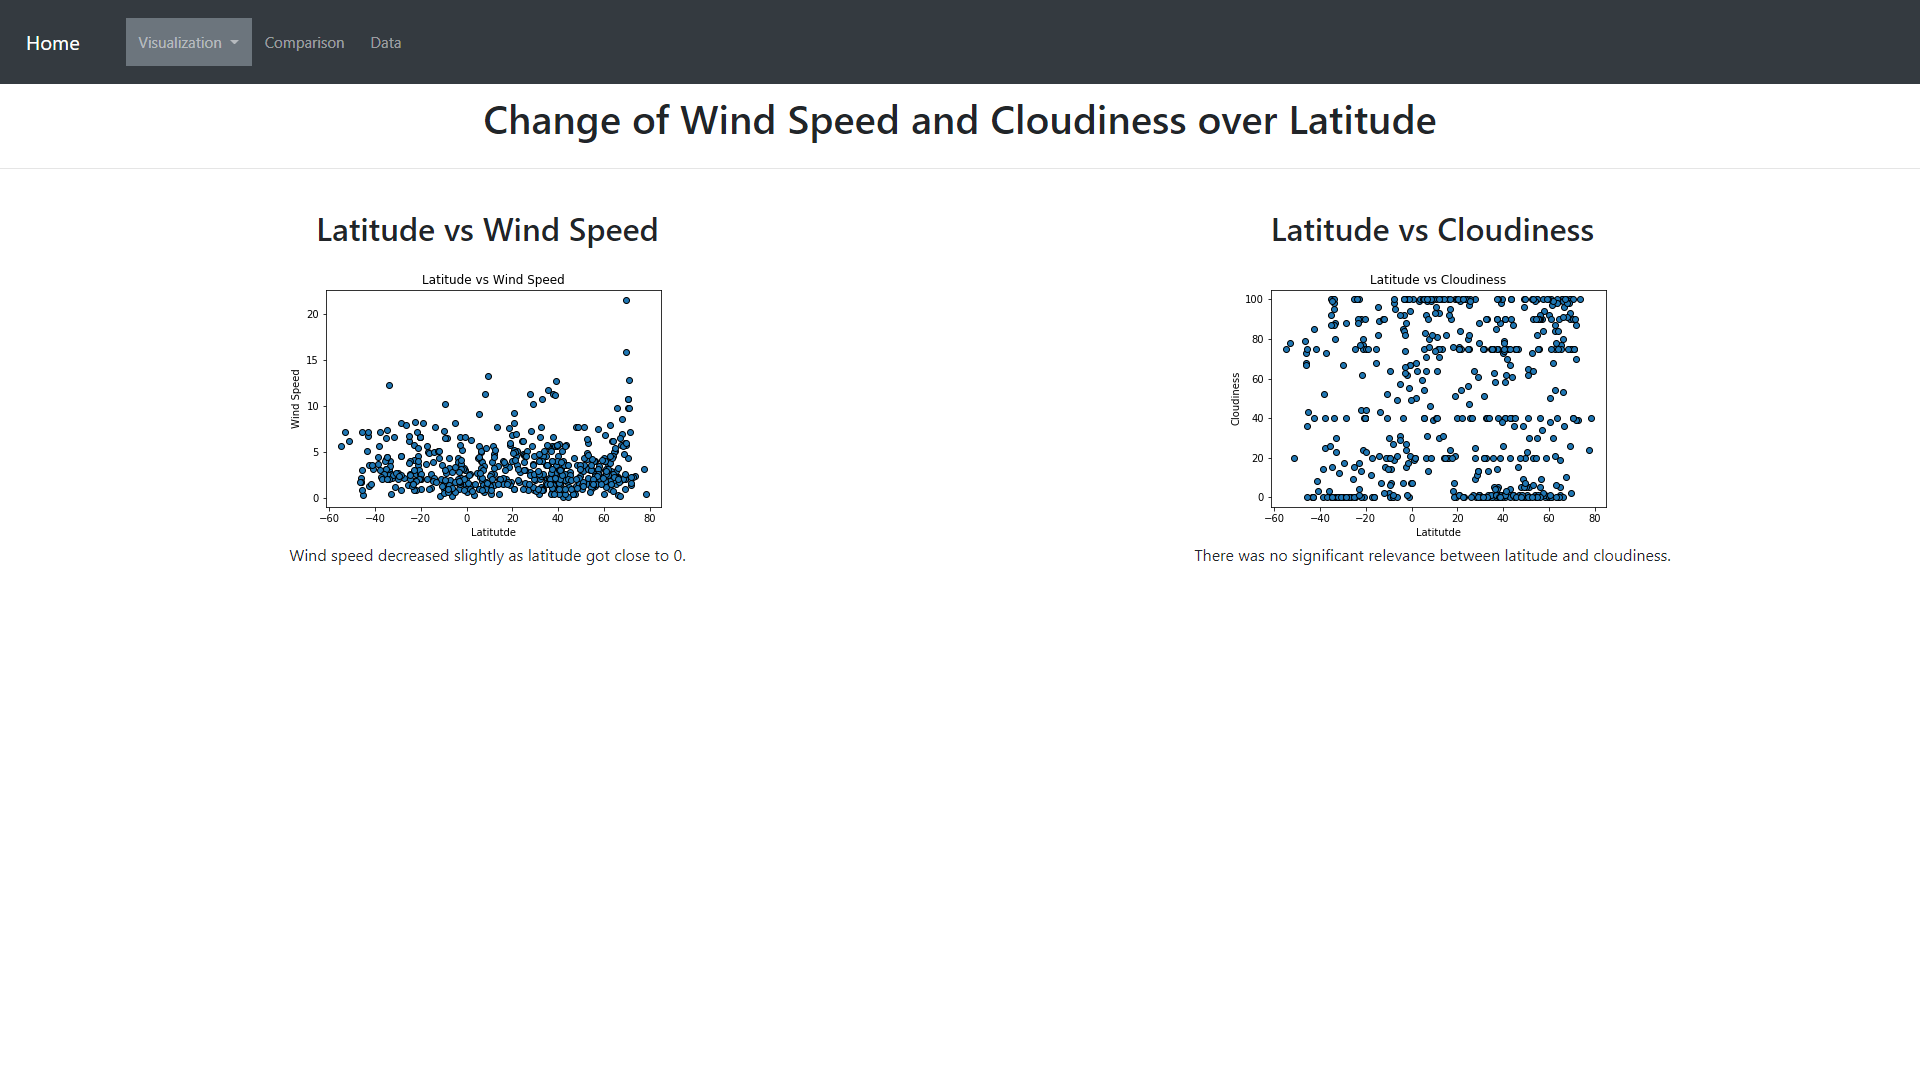 Home Visualization Comparison Data
Change of Wind Speed and Cloudiness over Latitude
Latitude vs Wind Speed
Latitude vs Wind Speed
20
15
10
5
0
Wind Speed
−60 −40 −20 0 20 40 60 80
Latitutde
Wind speed decreased slightly as latitude got close to 0.
Latitude vs Cloudiness
Latitude vs Cloudiness
100
80
60
40
20
0
Cloudiness
−60 −40 −20 0 20 40 60 80
Latitutde
There was no significant relevance between latitude and cloudiness.